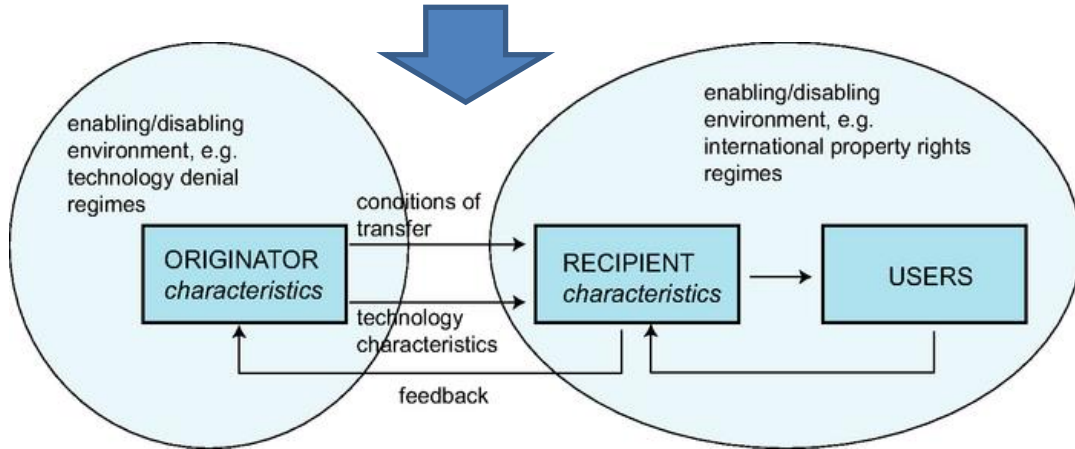 enabling/disabling
environment, e.g.
technology denial
regimes
enabling/disabling
environment, e.g.
international property rights
regimes
conditions of
transfer
ORIGINATOR
characteristics
RECIPIENT
characteristics
USERS
technology
characteristics
feedback